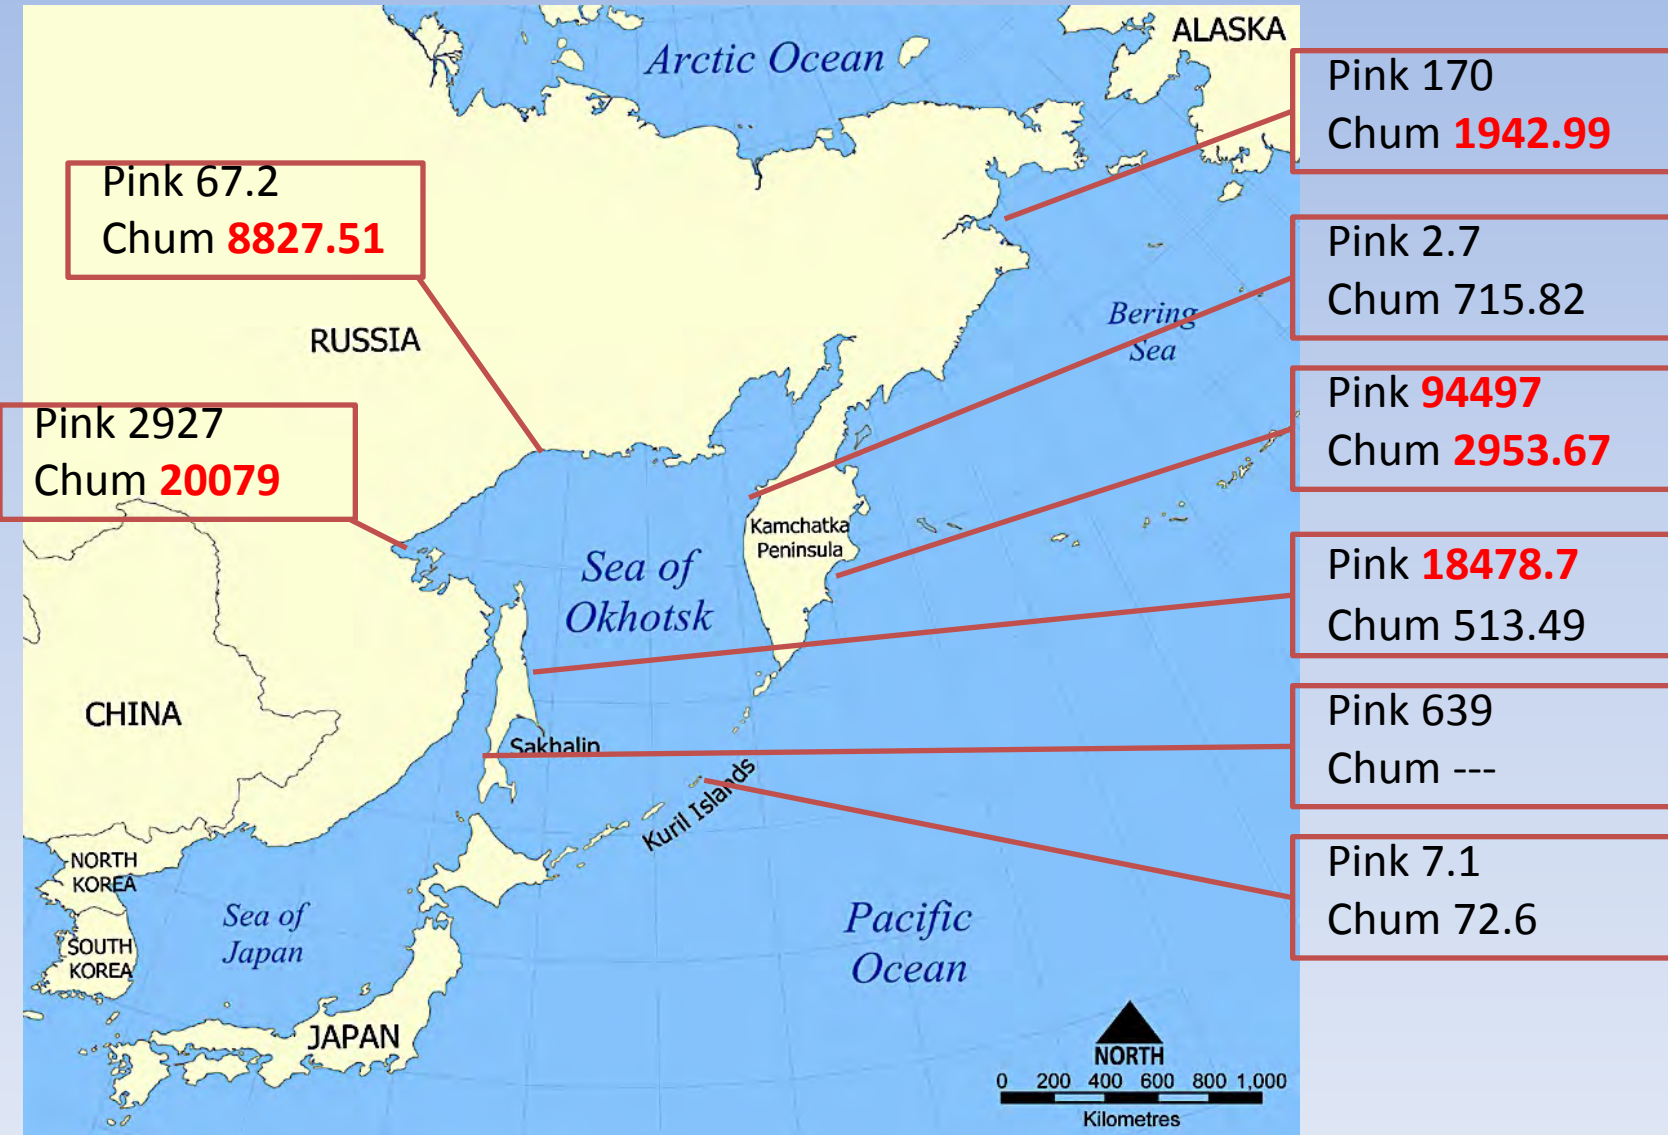 Arctic Ocean
ALASKA
Pink 170
Chum 1942.99
Pink 67.2
Chum 8827.51
Pink 2.7
Chum 715.82
RUSSIA
Bering
Sea
Pink 94497
Chum 2953.67
Pink 2927
Chum 20079
Kamchatka
Peninsula
Sea of
Okhotsk
Pink 18478.7
Chum 513.49
CHINA
Sakhalin
Pink 639
Chum ---
Kuril Islands
NORTH
KOREA
Pink 7.1
Chum 72.6
Sea of
Japan
SOUTH
KOREA
Pacific
Ocean
JAPAN
NORTH
0 200 400 600 800 1,000
Kilometres